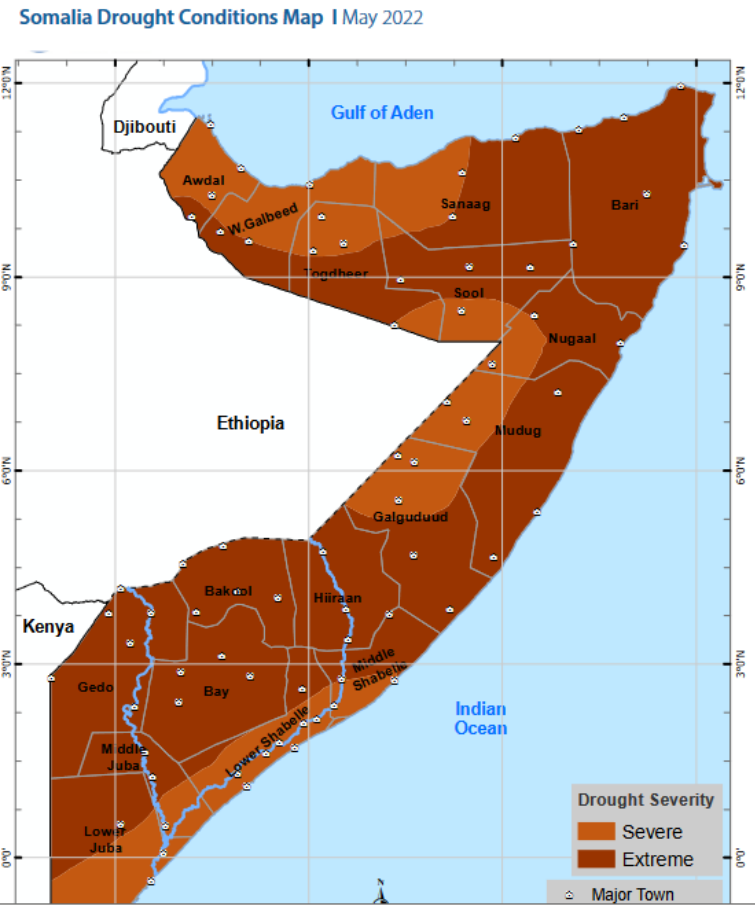 Somalia Drought Conditions Map I May 2022
12°0'N
12°0'N
Gulf of Aden
Djibouti
Awdal
Sanaag
Bari
W.Galbeed
9°0'N
Togdheer
9°0'N
Sool
Nugaal
Ethiopia
Mudug
6°0'N
6°0'N
Galguduud
Bakool
Hiiraan
Kenya
3°0'N
Middle
Shabelle
3°0'N
Gedo
Bay
Indian
Ocean
Lower Shabelle
Middle
Juba
Drought Severity
Severe
Lower
Juba
0°0'
Extreme
0°0'
N
Major Town